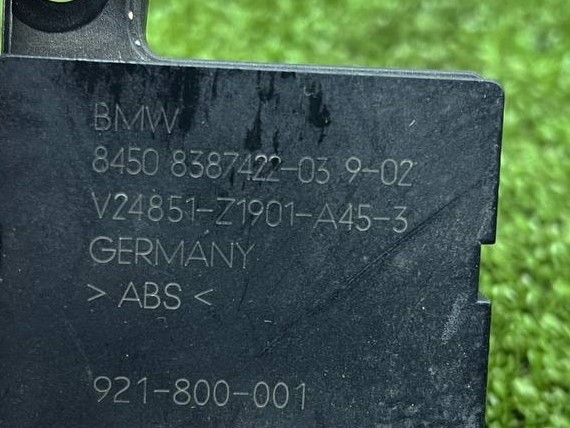 BMW
8450 8387422-03 9-02
V24851-Z1901-A45-3
GERMANY
> ABS <
921-800-001